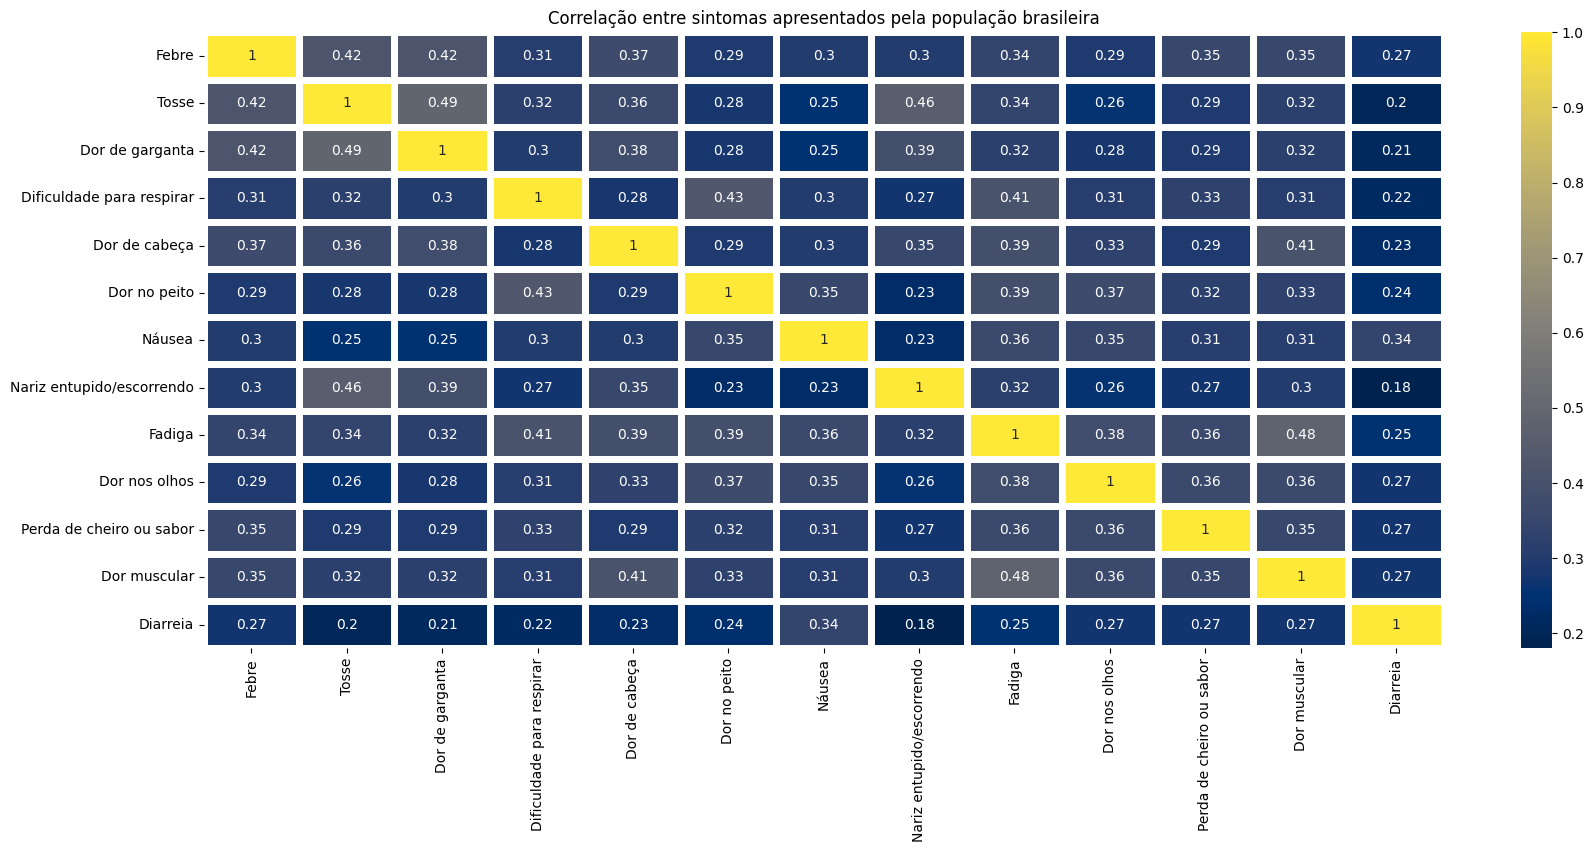 Correlação entre sintomas apresentados pela população brasileira
Febre 1 0.42 0.42 0.31 0.37 0.29 0.3 0.3 0.34 0.29 0.35 0.35 0.27
Tosse 0.42 1 0.49 0.32 0.36 0.28 0.25 0.46 0.34 0.26 0.29 0.32 0.2
Dor de garganta 0.42 0.49 1 0.3 0.38 0.28 0.25 0.39 0.32 0.28 0.29 0.32 0.21
Dificuldade para respirar 0.31 0.32 0.3 1 0.28 0.43 0.3 0.27 0.41 0.31 0.33 0.31 0.22
Dor de cabeça 0.37 0.36 0.38 0.28 1 0.29 0.3 0.35 0.39 0.33 0.29 0.41 0.23
Dor no peito 0.29 0.28 0.28 0.43 0.29 1 0.35 0.23 0.39 0.37 0.32 0.33 0.24
Náusea 0.3 0.25 0.25 0.3 0.3 0.35 1 0.23 0.36 0.35 0.31 0.31 0.34
Nariz entupido/escorrendo 0.3 0.46 0.39 0.27 0.35 0.23 0.23 1 0.32 0.26 0.27 0.3 0.18
Fadiga 0.34 0.34 0.32 0.41 0.39 0.39 0.36 0.32 1 0.38 0.36 0.48 0.25
Dor nos olhos 0.29 0.26 0.28 0.31 0.33 0.37 0.35 0.26 0.38 1 0.36 0.36 0.27
Perda de cheiro ou sabor 0.35 0.29 0.29 0.33 0.29 0.32 0.31 0.27 0.36 0.36 1 0.35 0.27
Dor muscular 0.35 0.32 0.32 0.31 0.41 0.33 0.31 0.3 0.48 0.36 0.35 1 0.27
Diarreia 0.27 0.2 0.21 0.22 0.23 0.24 0.34 0.18 0.25 0.27 0.27 0.27 1
Febre
Tosse
Dor de garganta
Dificuldade para respirar
Dor de cabeça
Dor no peito
Náusea
Nariz entupido/escorrendo
Fadiga
Dor nos olhos
Perda de cheiro ou sabor
Dor muscular
Diarreia
1.0
0.9
0.8
0.7
0.6
0.5
0.4
0.3
0.2